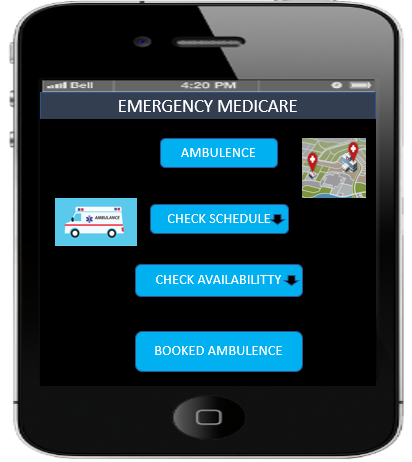 Bell 4:20 PM
EMERGENCY MEDICARE
AMBULENCE
AMBULANCE
CHECK SCHEDULE
CHECK AVAILABILITTY
BOOKED AMBULENCE